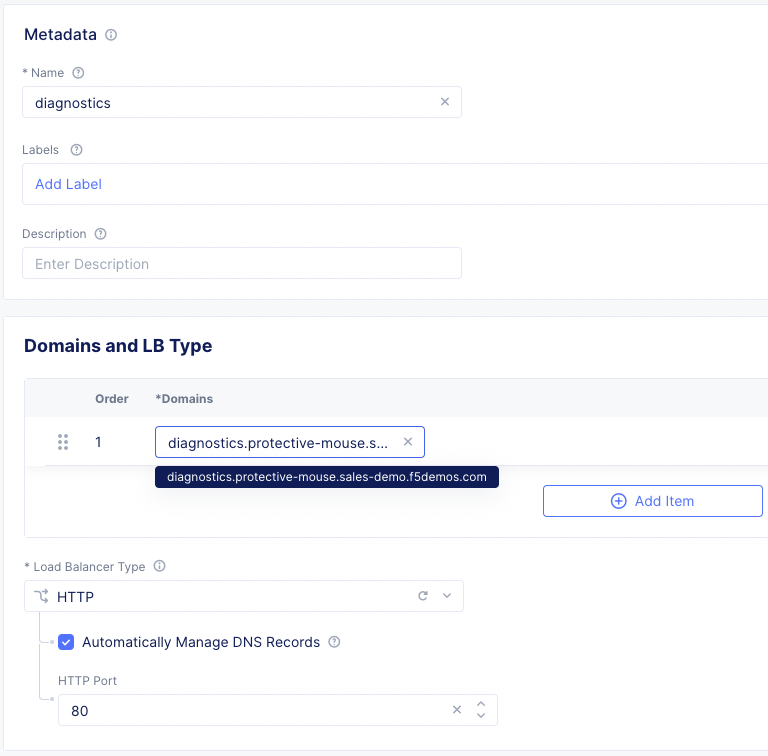 Metadata
* Name
diagnostics
Labels
Add Label
Description
Enter Description
Domains and LB Type
Order *Domains
1 diagnostics.protective-mouse.s...
diagnostics.protective-mouse.sales-demo.f5demos.com
Add Item
* Load Balancer Type
HTTP
Automatically Manage DNS Records
HTTP Port
80